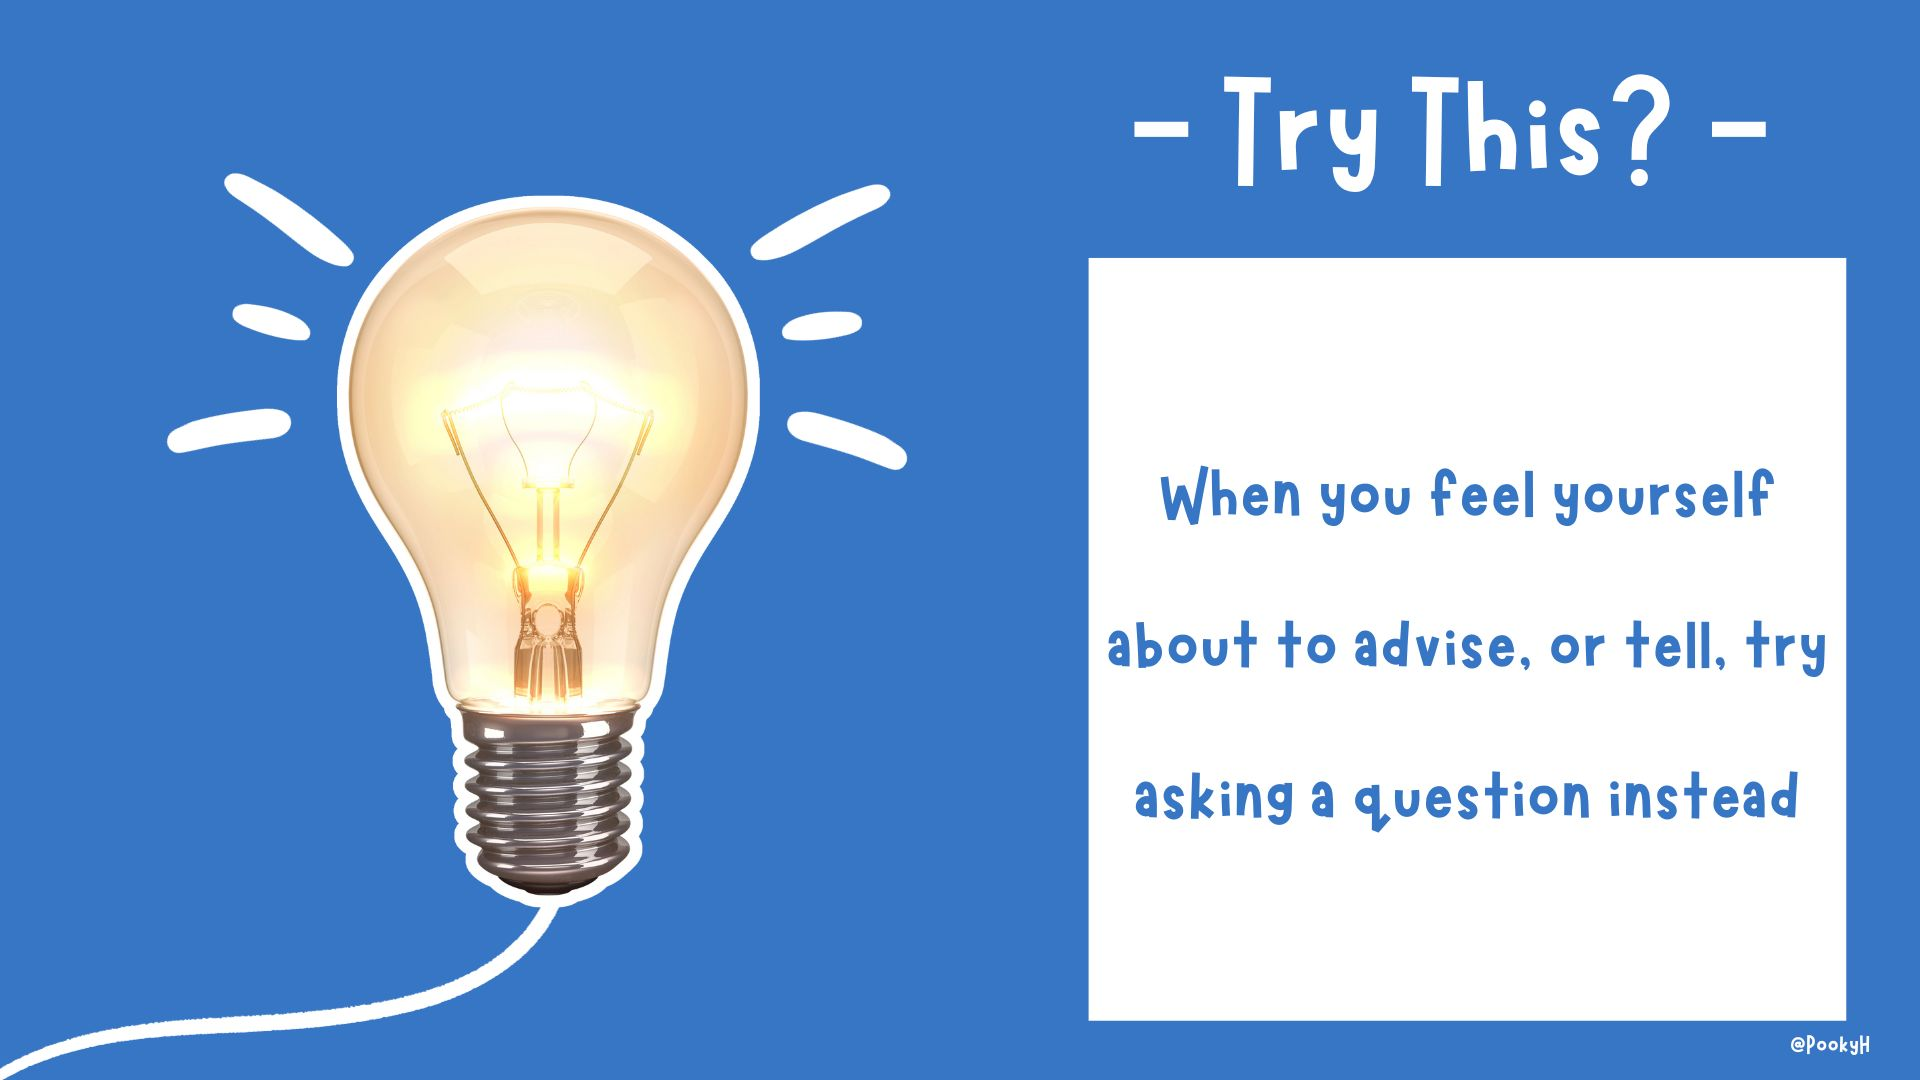 - Try This? -
When you feel yourself
about to advise, or tell, try
asking a question instead
@PookyH